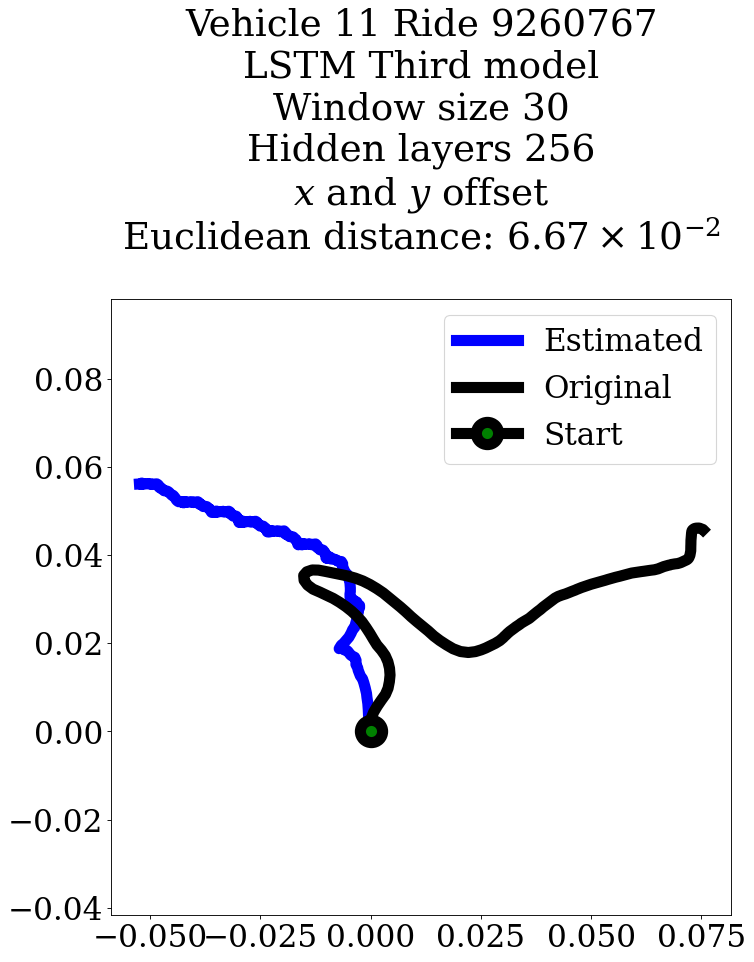 Vehicle 11 Ride 9260767
LSTM Third model
Window size 30
Hidden layers 256
x and y offset
Euclidean distance: 6.67 × 10⁻²
Estimated
Original
Start
0.08
0.06
0.04
0.02
0.00
−0.02
−0.04
−0.050 −0.025 0.000 0.025 0.050 0.075